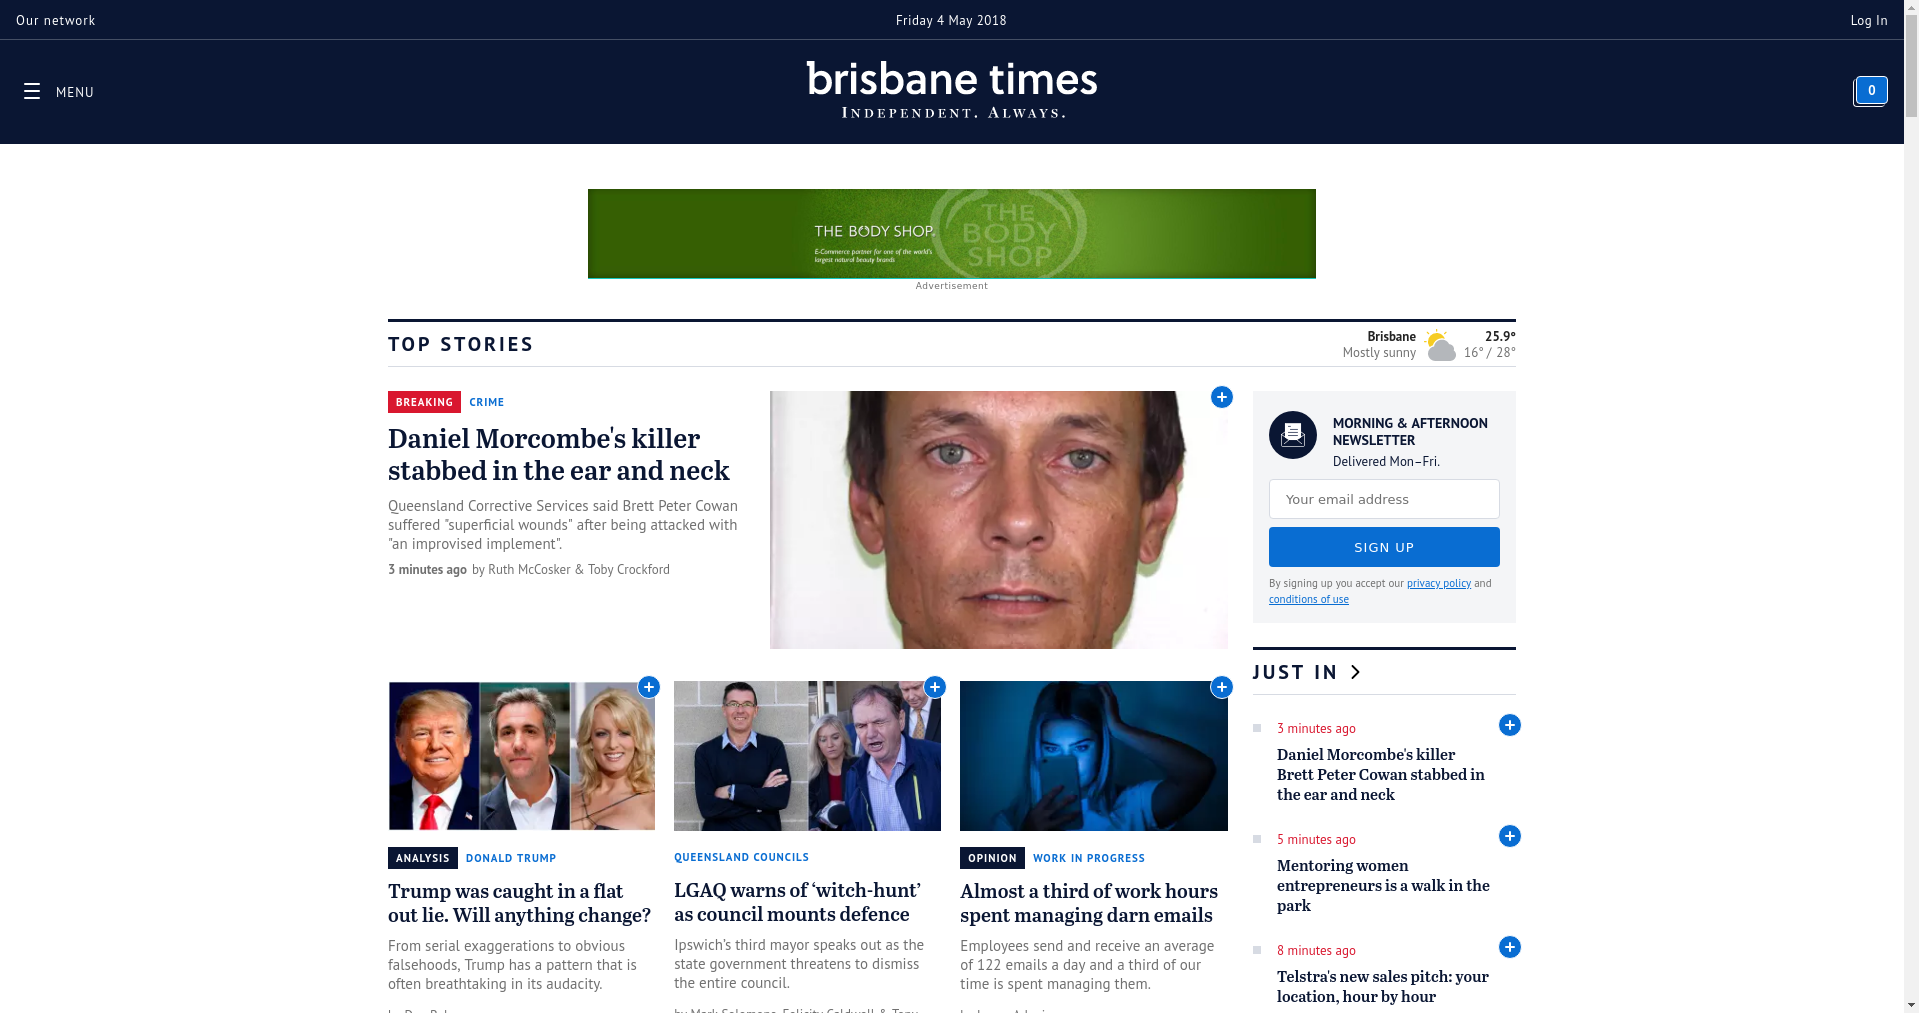 Our network
Friday 4 May 2018
Log In
MENU
brisbane times
INDEPENDENT. ALWAYS.
0
THE BODY SHOP.
E-Commerce partner for one of the world's
largest natural beauty brands
THE
BODY
SHOP
Advertisement
TOP STORIES
Brisbane
Mostly sunny
25.9°
16° / 28°
BREAKING CRIME
Daniel Morcombe's killer
stabbed in the ear and neck
Queensland Corrective Services said Brett Peter Cowan
suffered "superficial wounds" after being attacked with
"an improvised implement".
3 minutes ago by Ruth McCosker & Toby Crockford
MORNING & AFTERNOON
NEWSLETTER
Delivered Mon–Fri.
Your email address
SIGN UP
By signing up you accept our privacy policy and
conditions of use
ANALYSIS DONALD TRUMP
Trump was caught in a flat
out lie. Will anything change?
From serial exaggerations to obvious
falsehoods, Trump has a pattern that is
often breathtaking in its audacity.
QUEENSLAND COUNCILS
LGAQ warns of ‘witch-hunt’
as council mounts defence
Ipswich's third mayor speaks out as the
state government threatens to dismiss
the entire council.
OPINION WORK IN PROGRESS
Almost a third of work hours
spent managing darn emails
Employees send and receive an average
of 122 emails a day and a third of our
time is spent managing them.
JUST IN
3 minutes ago
Daniel Morcombe's killer
Brett Peter Cowan stabbed in
the ear and neck
5 minutes ago
Mentoring women
entrepreneurs is a walk in the
park
8 minutes ago
Telstra's new sales pitch: your
location, hour by hour